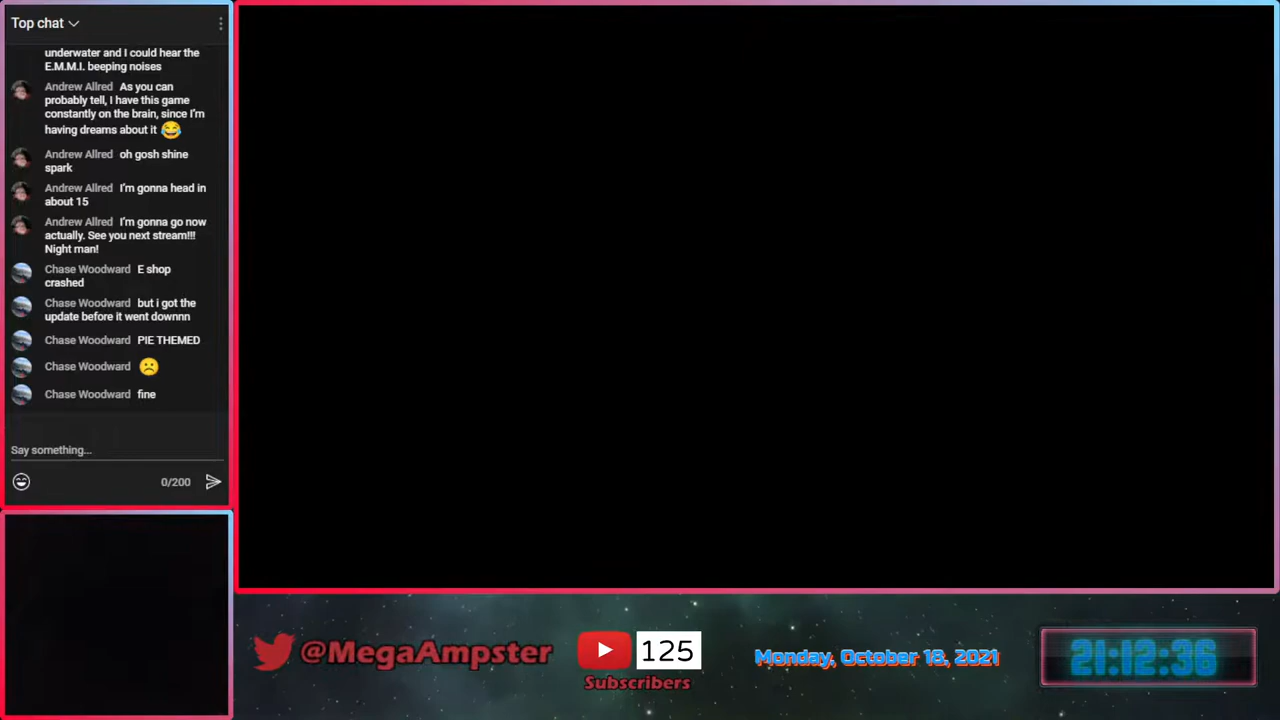 Top chat
underwater and I could hear the
E.M.M.I. beeping noises
Andrew Allred As you can
probably tell, I have this game
constantly on the brain, since I'm
having dreams about it 😂
Andrew Allred oh gosh shine
spark
Andrew Allred I'm gonna head in
about 15
Andrew Allred I'm gonna go now
actually. See you next stream!!!
Night man!
Chase Woodward E shop
crashed
Chase Woodward but i got the
update before it went downnn
Chase Woodward PIE THEMED
Chase Woodward ☹️
Chase Woodward fine
Say something...
0/200
@MegaAmpster
125
Subscribers
Monday, October 18, 2021
21:12:36